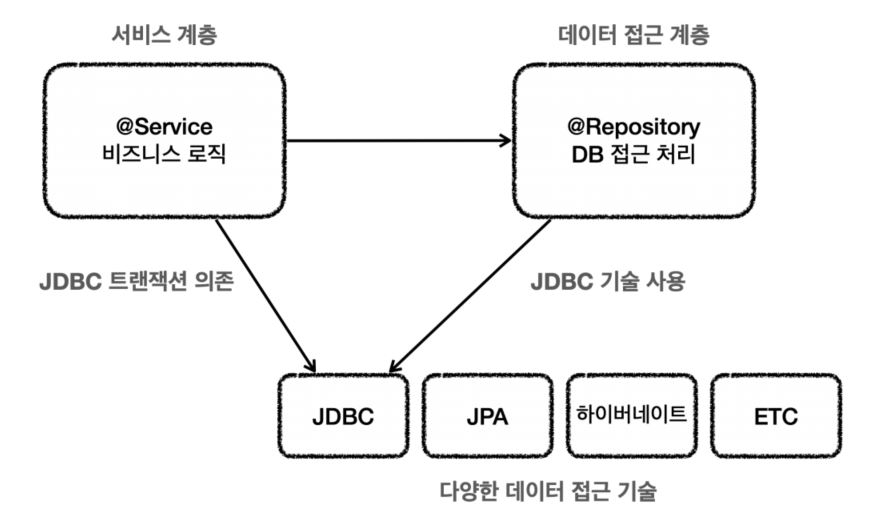 서비스 계층
데이터 접근 계층
@Service
비즈니스 로직
@Repository
DB 접근 처리
JDBC 트랜잭션 의존
JDBC 기술 사용
JDBC
JPA
하이버네이트
ETC
다양한 데이터 접근 기술